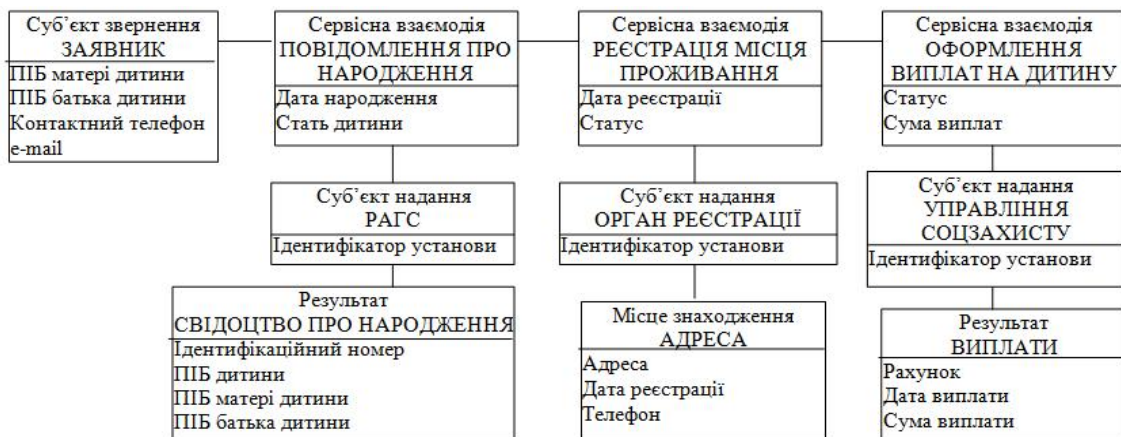 Суб’єкт звернення
ЗАЯВНИК
ПІБ матері дитини
ПІБ батька дитини
Контактний телефон
e-mail
Сервісна взаємодія
ПОВІДОМЛЕННЯ ПРО
НАРОДЖЕННЯ
Дата народження
Стать дитини
Сервісна взаємодія
РЕЄСТРАЦІЯ МІСЦЯ
ПРОЖИВАННЯ
Дата реєстрації
Статус
Сервісна взаємодія
ОФОРМЛЕННЯ
ВИПЛАТ НА ДИТИНУ
Статус
Сума виплат
Суб’єкт надання
РАГС
Ідентифікатор установи
Суб’єкт надання
ОРГАН РЕЄСТРАЦІЇ
Ідентифікатор установи
Суб’єкт надання
УПРАВЛІННЯ
СОЦЗАХИСТУ
Ідентифікатор установи
Результат
СВІДОЦТВО ПРО НАРОДЖЕННЯ
Ідентифікаційний номер
ПІБ дитини
ПІБ матері дитини
ПІБ батька дитини
Місце знаходження
АДРЕСА
Адреса
Дата реєстрації
Телефон
Результат
ВИПЛАТИ
Рахунок
Дата виплати
Сума виплати